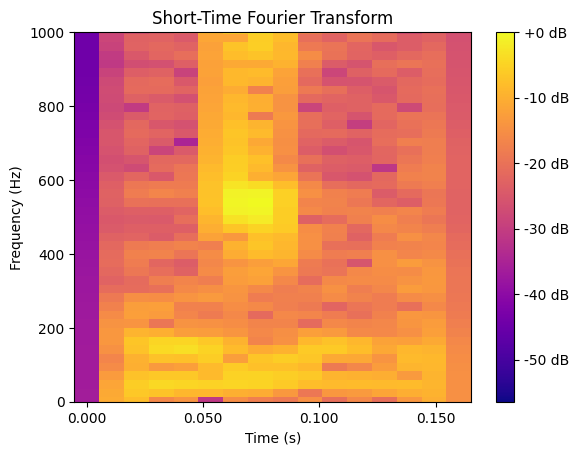 Short-Time Fourier Transform
1000
800
600
400
200
0
Frequency (Hz)
0.000
0.050
0.100
0.150
Time (s)
+0 dB
-10 dB
-20 dB
-30 dB
-40 dB
-50 dB